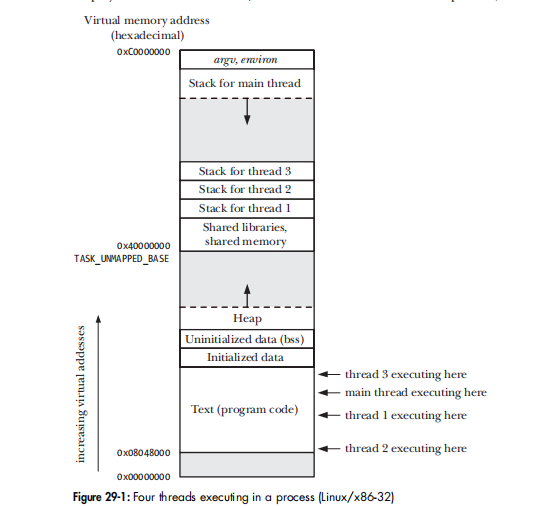 Virtual memory address
(hexadecimal)
0xC0000000
argv, environ
Stack for main thread
Stack for thread 3
Stack for thread 2
Stack for thread 1
Shared libraries,
shared memory
0x40000000
TASK_UNMAPPED_BASE
Heap
Uninitialized data (bss)
Initialized data
thread 3 executing here
main thread executing here
Text (program code)
thread 1 executing here
thread 2 executing here
0x08048000
0x00000000
increasing virtual addesses
Figure 29-1: Four threads executing in a process (Linux/x86-32)